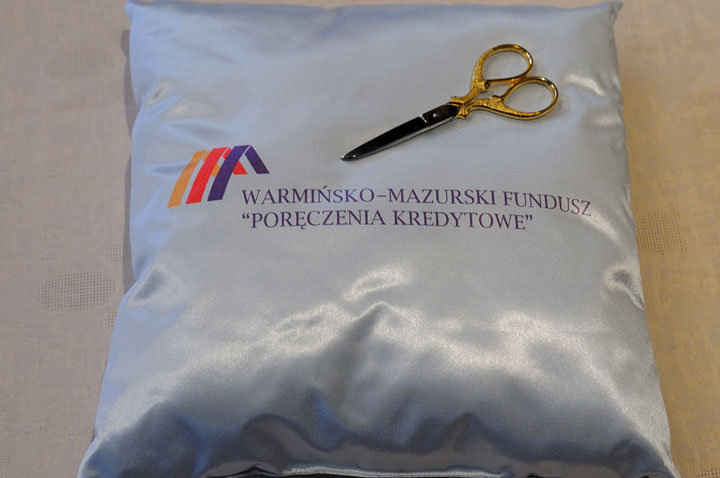 WARMIŃSKO-MAZURSKI FUNDUSZ
“PORĘCZENIA KREDYTOWE”